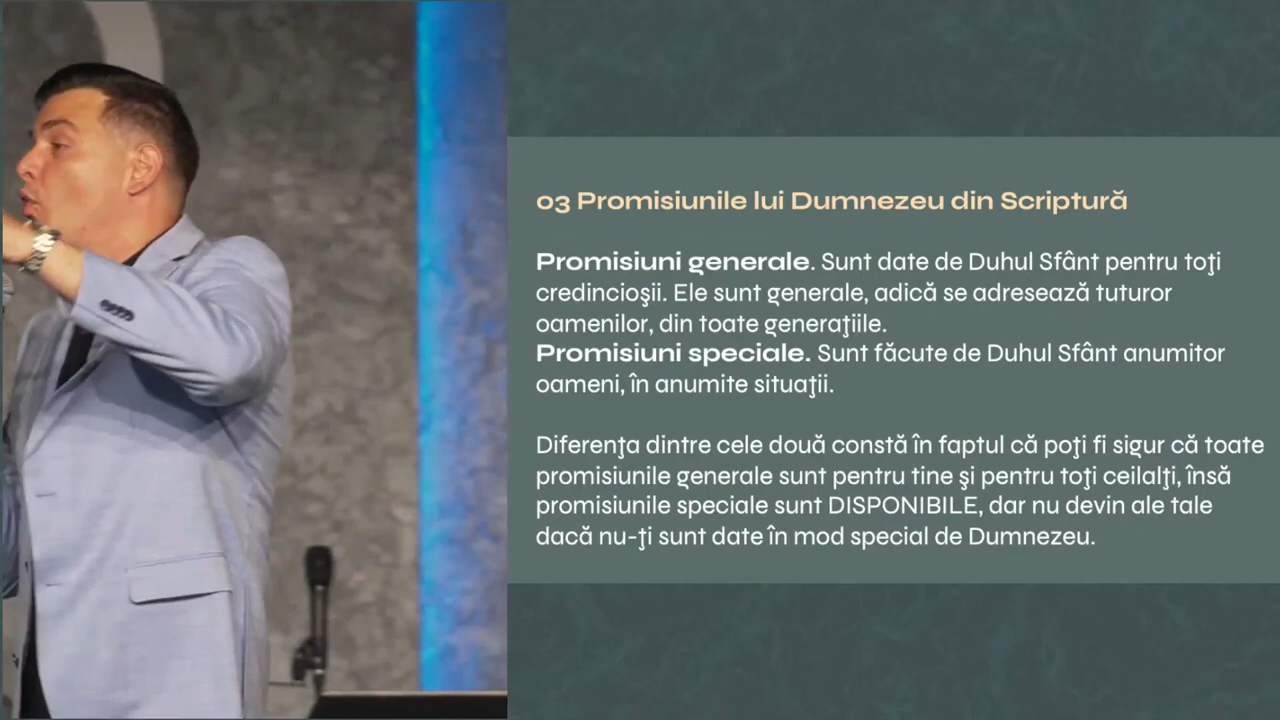 03 Promisiunile lui Dumnezeu din Scriptură
Promisiuni generale. Sunt date de Duhul Sfânt pentru toţi
credincioşii. Ele sunt generale, adică se adresează tuturor
oamenilor, din toate generaţiile.
Promisiuni speciale. Sunt făcute de Duhul Sfânt anumitor
oameni, în anumite situaţii.
Diferenţa dintre cele două constă în faptul că poţi fi sigur că toate
promisiunile generale sunt pentru tine şi pentru toţi ceilalţi, însă
promisiunile speciale sunt DISPONIBILE, dar nu devin ale tale
dacă nu-ţi sunt date în mod special de Dumnezeu.